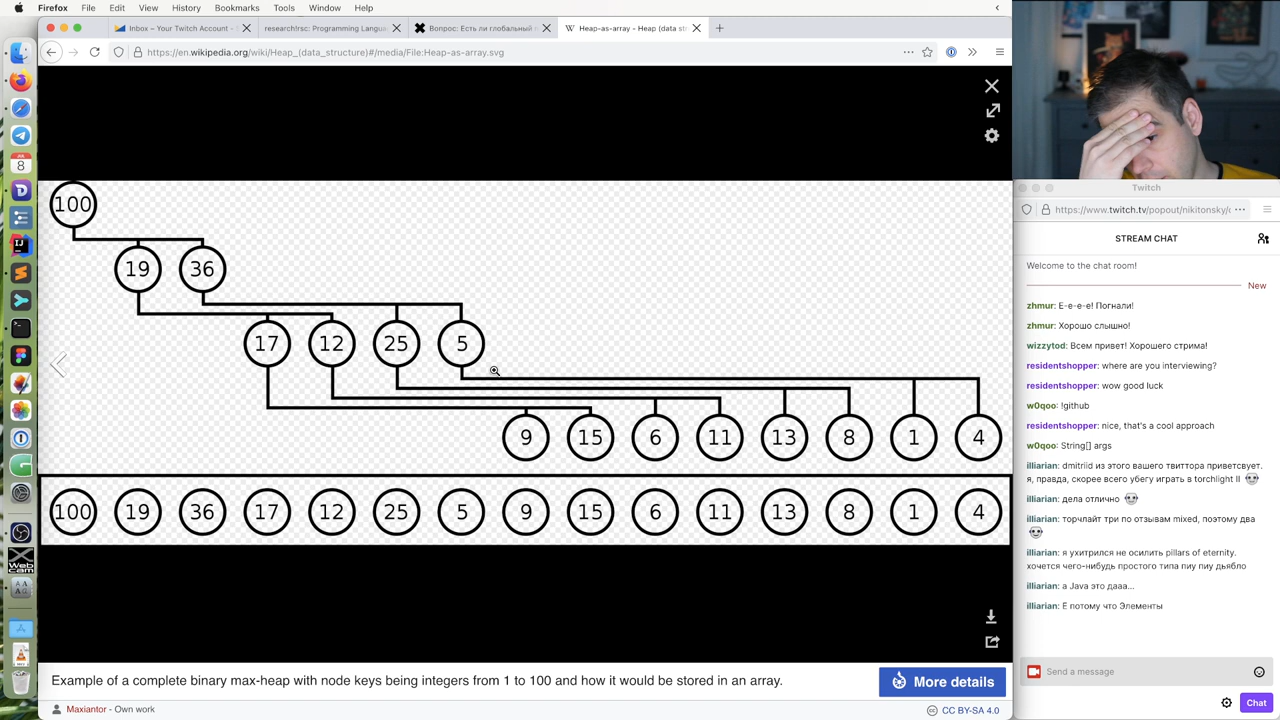 Firefox File Edit View History Bookmarks Tools Window Help
Inbox – Your Twitch Account -
research!rsc: Programming Langua
Вопрос: Есть ли глобальный
Heap-as-array - Heap (data st
https://en.wikipedia.org/wiki/Heap_(data_structure)#/media/File:Heap-as-array.svg
100
19 36
17 12 25 5
9 15 6 11 13 8 1 4
100 19 36 17 12 25 5 9 15 6 11 13 8 1 4
Example of a complete binary max-heap with node keys bsing integers from 1 to 100 and how it would be stored in an array.
More details
Maxiantor - Own work
CC BY-SA 4.0
8
IJ
Web
cam
Twitch
https://www.twitch.tv/popout/nikitonsky/
STREAM CHAT
Welcome to the chat room!
New
zhmur: Е-е-е-е! Погнали!
zhmur: Хорошо слышно!
wizzytod: Всем привет! Хорошего стрима!
residentshopper: where are you interviewing?
residentshopper: wow good luck
w0qoo: !github
residentshopper: nice, that's a cool approach
w0qoo: String[] args
illiarian: dmitriid из этого вашего твиттора приветсвует.
я, правда, скорее всего убегу играть в torchlight II
illiarian: дела отлично
illiarian: торчлайт три по отзывам mixed, поэтому два
illiarian: я ухитрился не осилить pillars of eternity.
хочется чего-нибудь простого типа пиу пиу дьябло
illiarian: а Java это дааа...
illiarian: Е потому что Элементы
Send a message
Chat